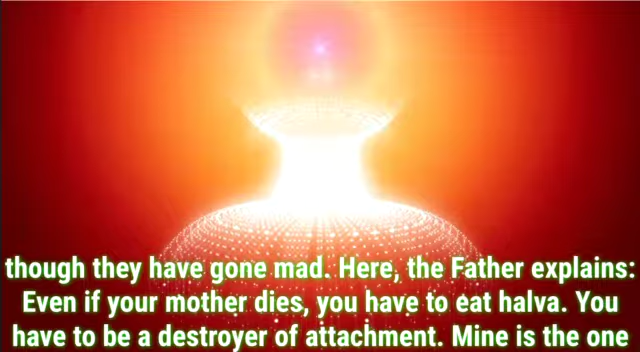 though they have gone mad. Here, the Father explains:
Even if your mother dies, you have to eat halva. You
have to be a destroyer of attachment. Mine is the one